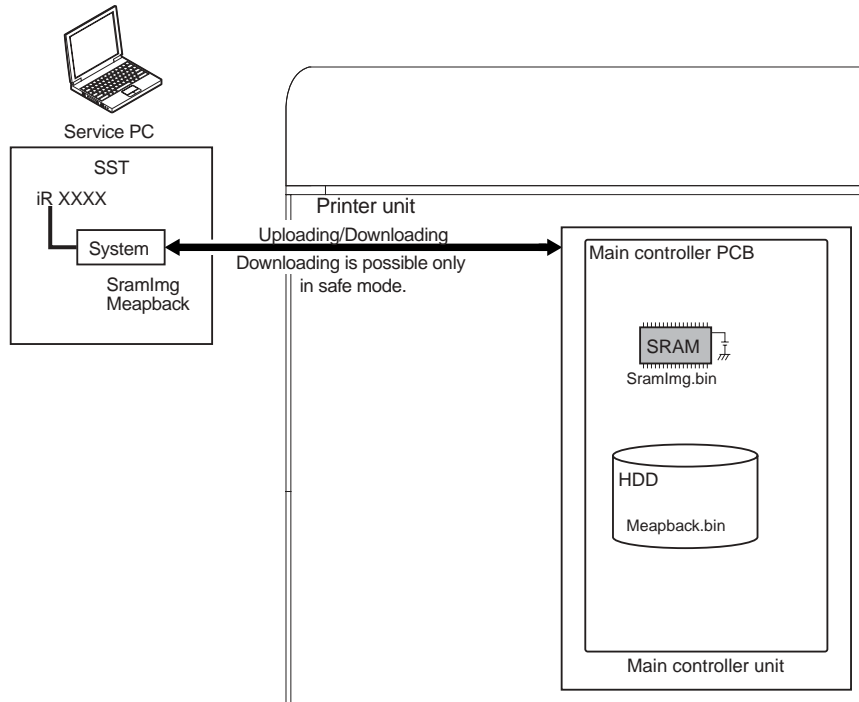 Service PC
SST
iR XXXX
System
SramImg
Meapback
Printer unit
Uploading/Downloading
Downloading is possible only
in safe mode.
Main controller PCB
SRAM
SramImg.bin
HDD
Meapback.bin
Main controller unit